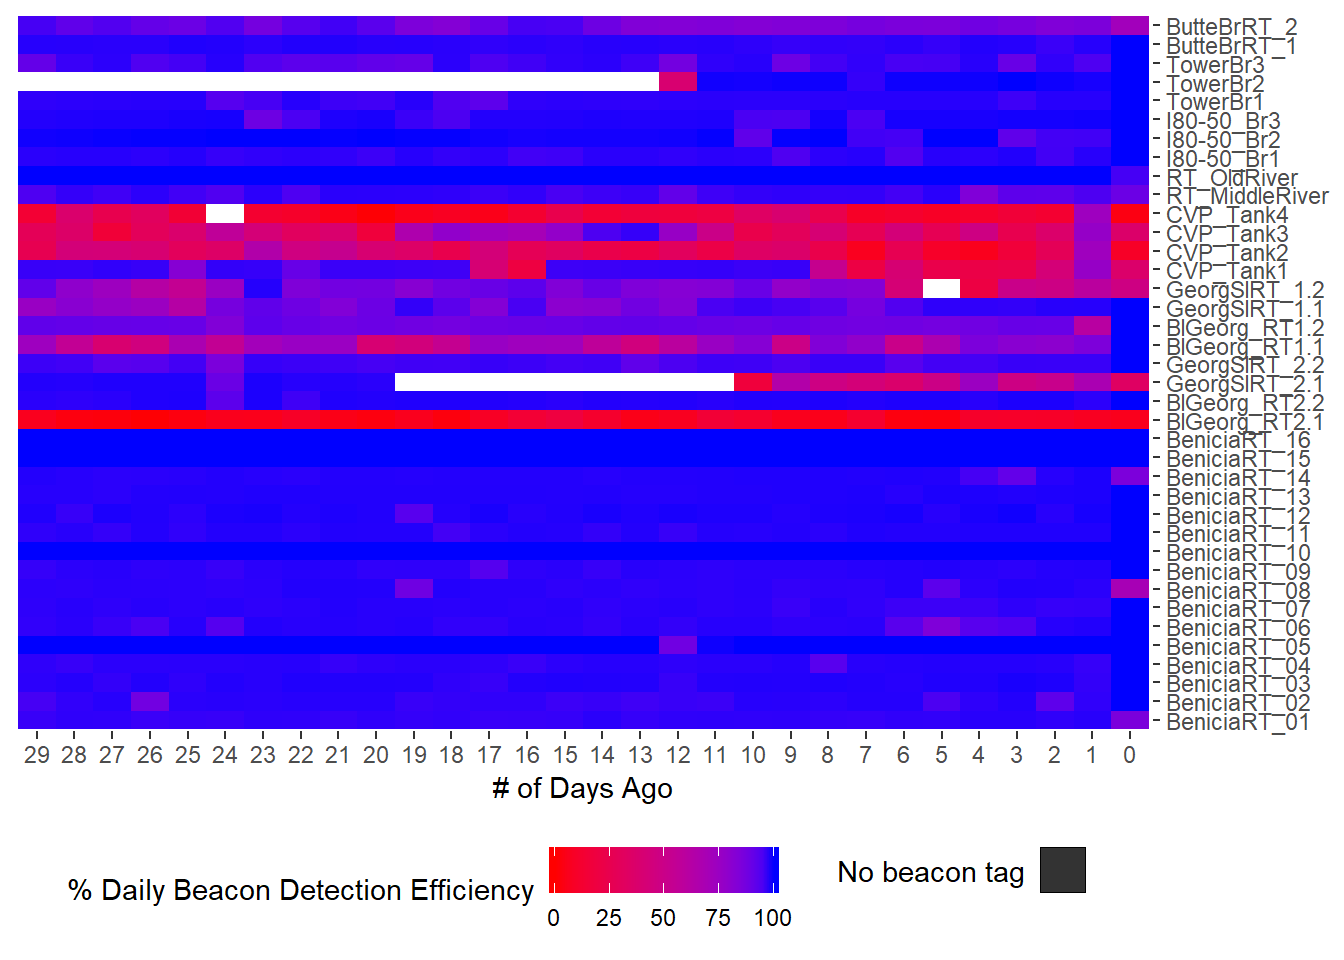 ButteBrRT_2
ButteBrRT_1
TowerBr3
TowerBr2
TowerBr1
I80-50_Br3
I80-50_Br2
I80-50_Br1
RT_OldRiver
RT_MiddleRiver
CVP_Tank4
CVP_Tank3
CVP_Tank2
CVP_Tank1
GeorgSlRT_1.2
GeorgSlRT_1.1
BlGeorg_RT1.2
BlGeorg_RT1.1
GeorgSlRT_2.2
GeorgSlRT_2.1
BlGeorg_RT2.2
BlGeorg_RT2.1
BeniciaRT_16
BeniciaRT_15
BeniciaRT_14
BeniciaRT_13
BeniciaRT_12
BeniciaRT_11
BeniciaRT_10
BeniciaRT_09
BeniciaRT_08
BeniciaRT_07
BeniciaRT_06
BeniciaRT_05
BeniciaRT_04
BeniciaRT_03
BeniciaRT_02
BeniciaRT_01
29 28 27 26 25 24 23 22 21 20 19 18 17 16 15 14 13 12 11 10 9 8 7 6 5 4 3 2 1 0
# of Days Ago
% Daily Beacon Detection Efficiency
0 25 50 75 100
No beacon tag